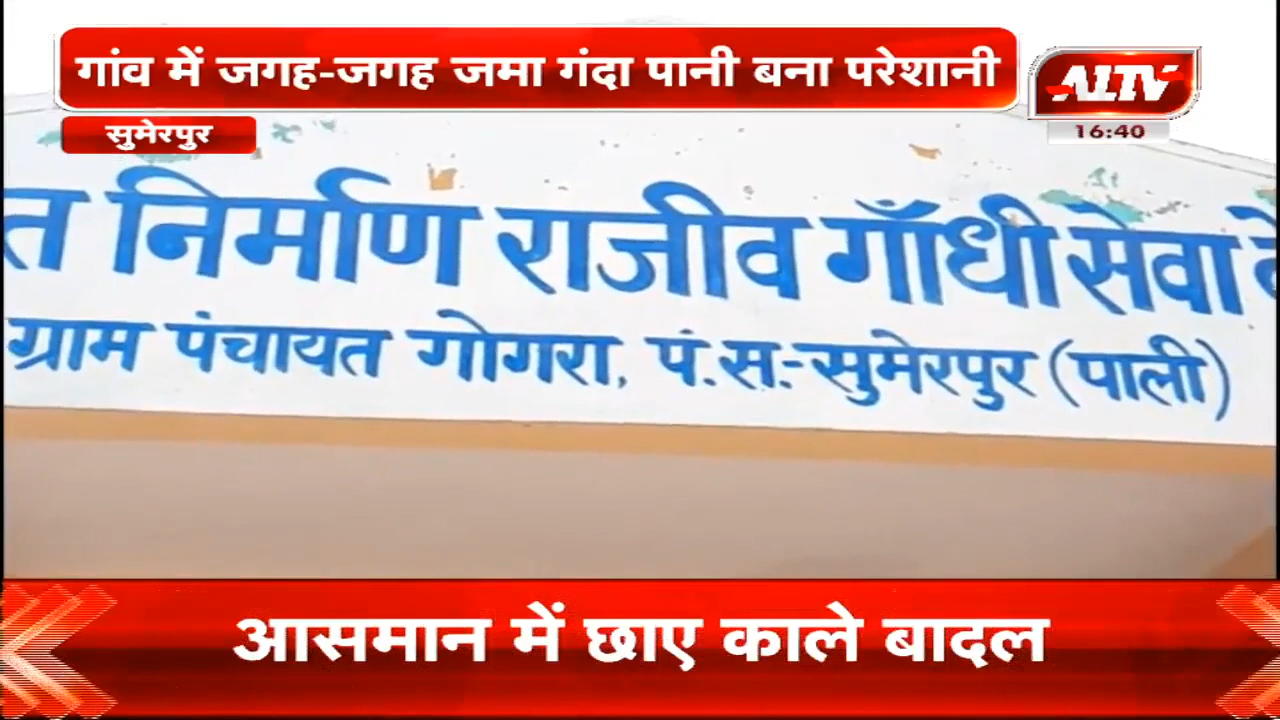 गांव में जगह-जगह जमा गंदा पानी बना परेशानी
ALTV
सुमेरपुर
16:40
त निर्माण राजीव गाँधी सेवा
ग्राम पंचायत गोगरा, पं.स.-सुमेरपुर (पाली)
आसमान में छाए काले बादल